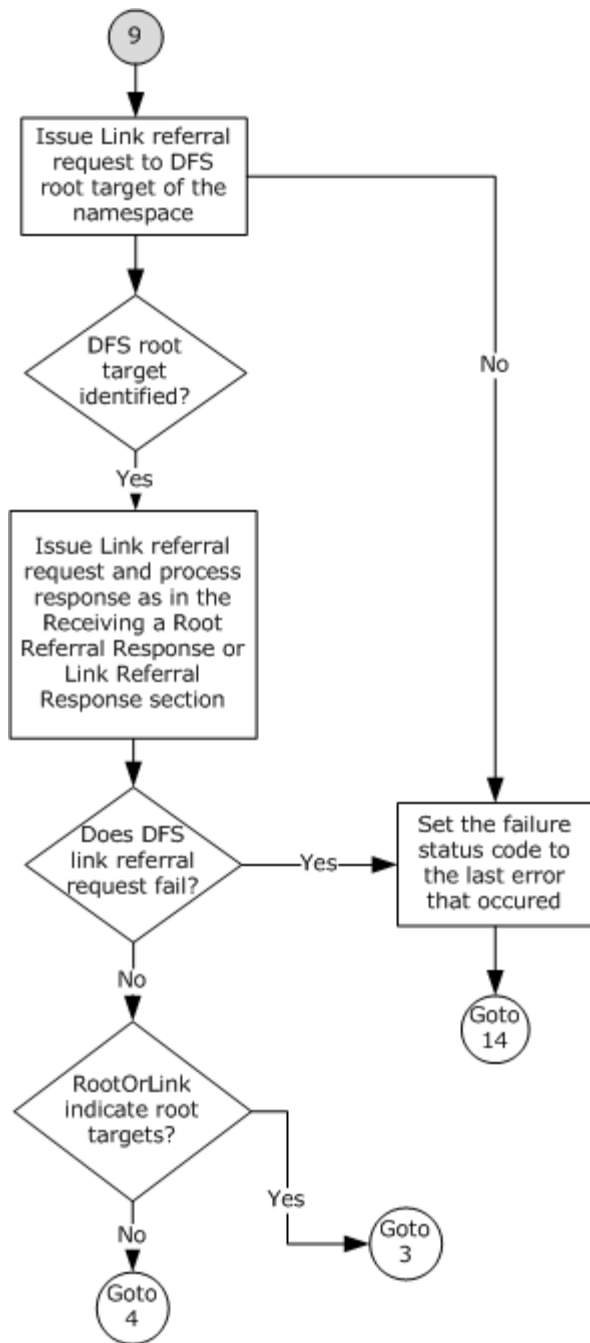 9
Issue Link referral
request to DFS
root target of the
namespace
DFS root
target
identified?
No
Yes
Issue Link referral
request and process
response as in the
Receiving a Root
Referral Response or
Link Referral
Response section
Does DFS
link referral
request fail?
Yes
Set the failure
status code to
the last error
that occured
No
Goto
14
RootOrLink
indicate root
targets?
Yes
No
Goto
3
Goto
4